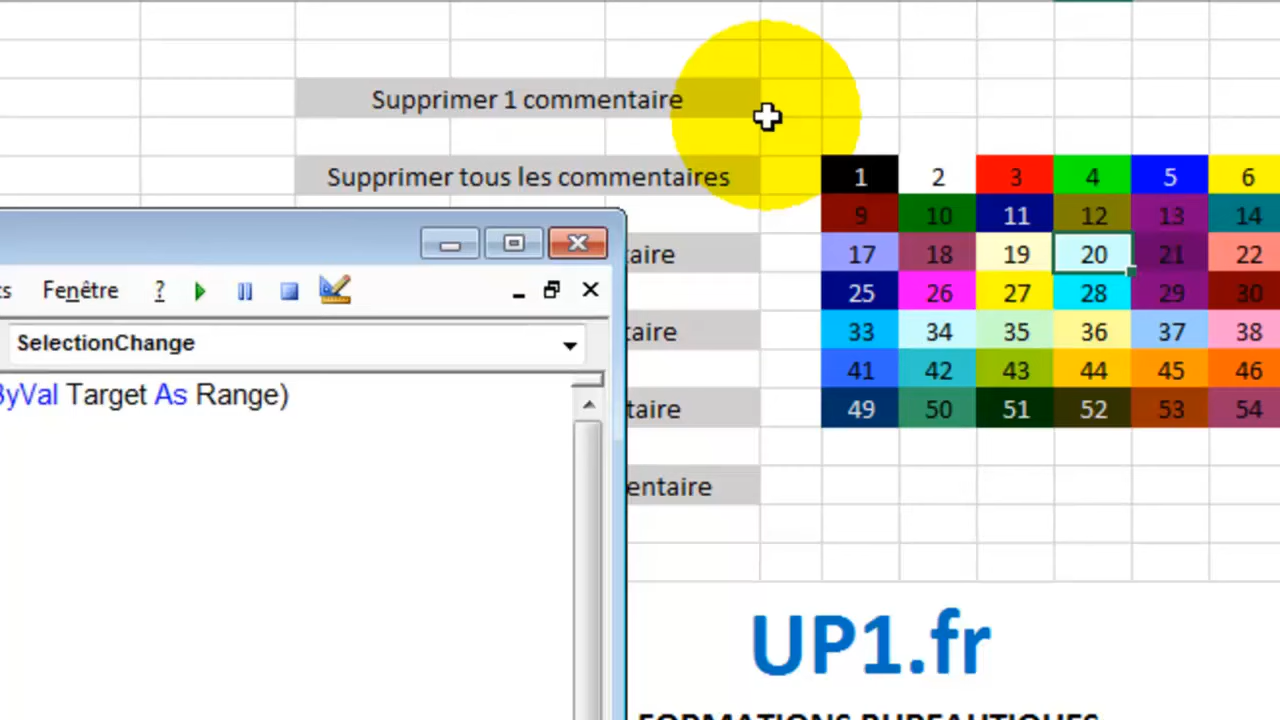 Supprimer 1 commentaire
Supprimer tous les commentaires
1 2 3 4 5 6
9 10 11 12 13 14
taire 17 18 19 20 21 22
Fenêtre ? 25 26 27 28 29 30
SelectionChange taire 33 34 35 36 37 38
ByVal Target As Range) 41 42 43 44 45 46
taire 49 50 51 52 53 54
entaire
UP1.fr
FORMATIONS BUREAUTIQUES